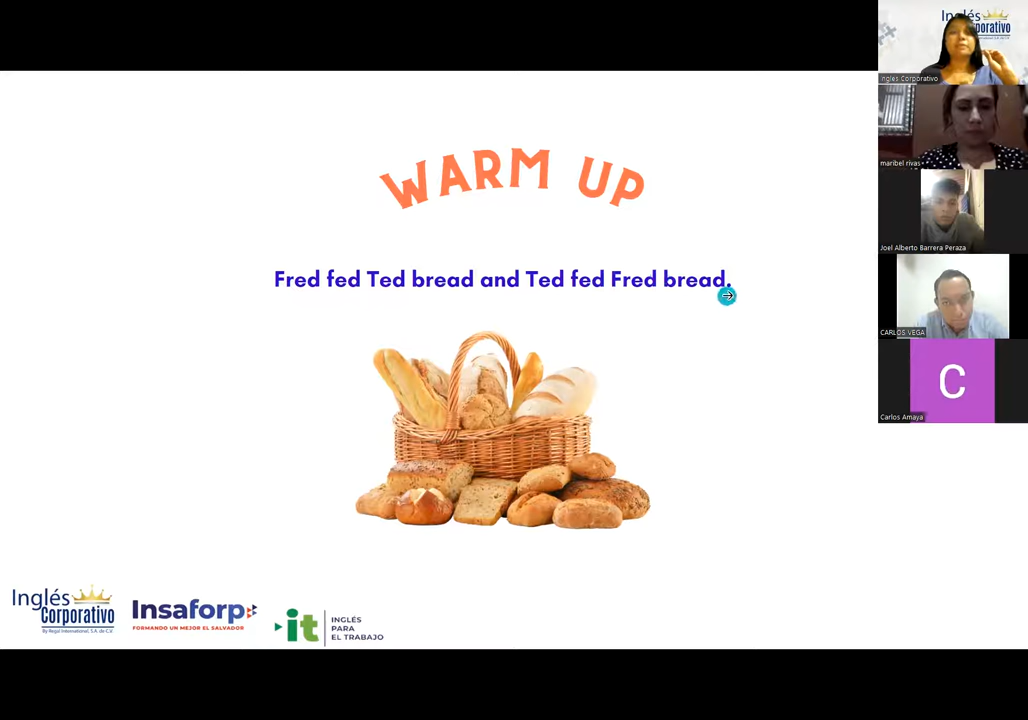 WARM UP
Fred fed Ted bread and Ted fed Fred bread.
Inglés
Corporativo
By Regal International, S.A. de C.V.
Insaforp
FORMANDO UN MEJOR EL SALVADOR
it
INGLÉS
PARA
EL TRABAJO
Inglés
orporativo
Ingles Corporativo
maribel rivas
Joel Alberto Barrera Peraza
CARLOS VEGA
C
Carlos Amaya